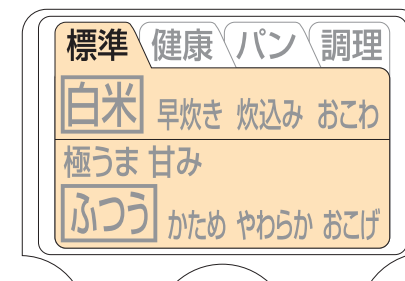 標準 健康 パン 調理
白米 早炊き 炊込み おこわ
極うま 甘み
ふつう かため やわらか おこげ